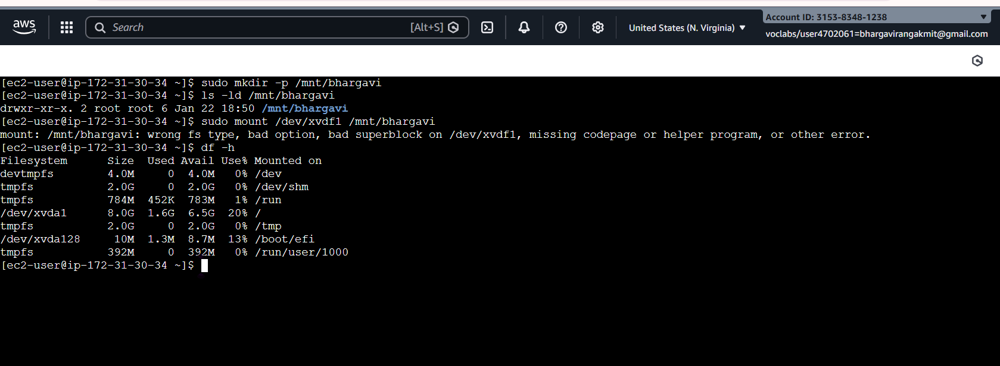 aws
Search
[Alt+S]
United States (N. Virginia) ▼
Account ID: 3153-8348-1238
voclabs/user4702061=bhargavirangakmit@gmail.com
[ec2-user@ip-172-31-30-34 ~]$ sudo mkdir -p /mnt/bhargavi
[ec2-user@ip-172-31-30-34 ~]$ ls -ld /mnt/bhargavi
drwxr-xr-x. 2 root root 6 Jan 22 18:50 /mnt/bhargavi
[ec2-user@ip-172-31-30-34 ~]$ sudo mount /dev/xvdf1 /mnt/bhargavi
mount: /mnt/bhargavi: wrong fs type, bad option, bad superblock on /dev/xvdf1, missing codepage or helper program, or other error.
[ec2-user@ip-172-31-30-34 ~]$ df -h
Filesystem      Size  Used Avail Use% Mounted on
devtmpfs        4.0M     0  4.0M   0% /dev
tmpfs           2.0G     0  2.0G   0% /dev/shm
tmpfs           784M  452K  783M   1% /run
/dev/xvda1      8.0G  1.6G  6.5G  20% /
tmpfs           2.0G     0  2.0G   0% /tmp
/dev/xvda128     10M  1.3M  8.7M  13% /boot/efi
tmpfs           392M     0  392M   0% /run/user/1000
[ec2-user@ip-172-31-30-34 ~]$